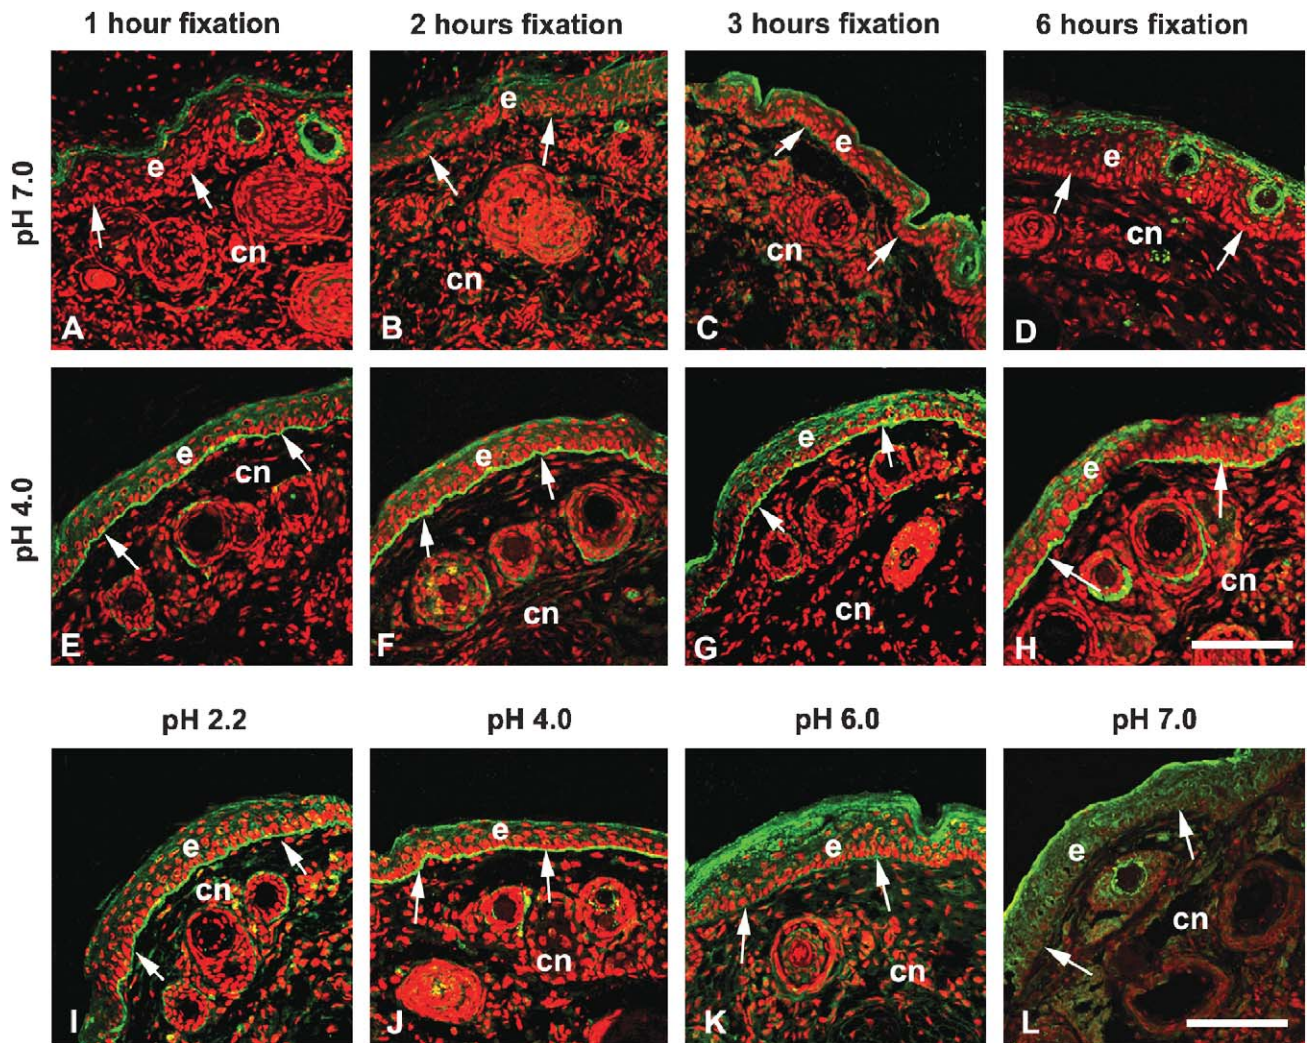 1 hour fixation 2 hours fixation 3 hours fixation 6 hours fixation
pH 7.0
e cn A
e cn B
e cn C
e cn D
pH 4.0
e cn E
e cn F
e cn G
e cn H
pH 2.2 pH 4.0 pH 6.0 pH 7.0
e cn I
e cn J
e cn K
e cn L